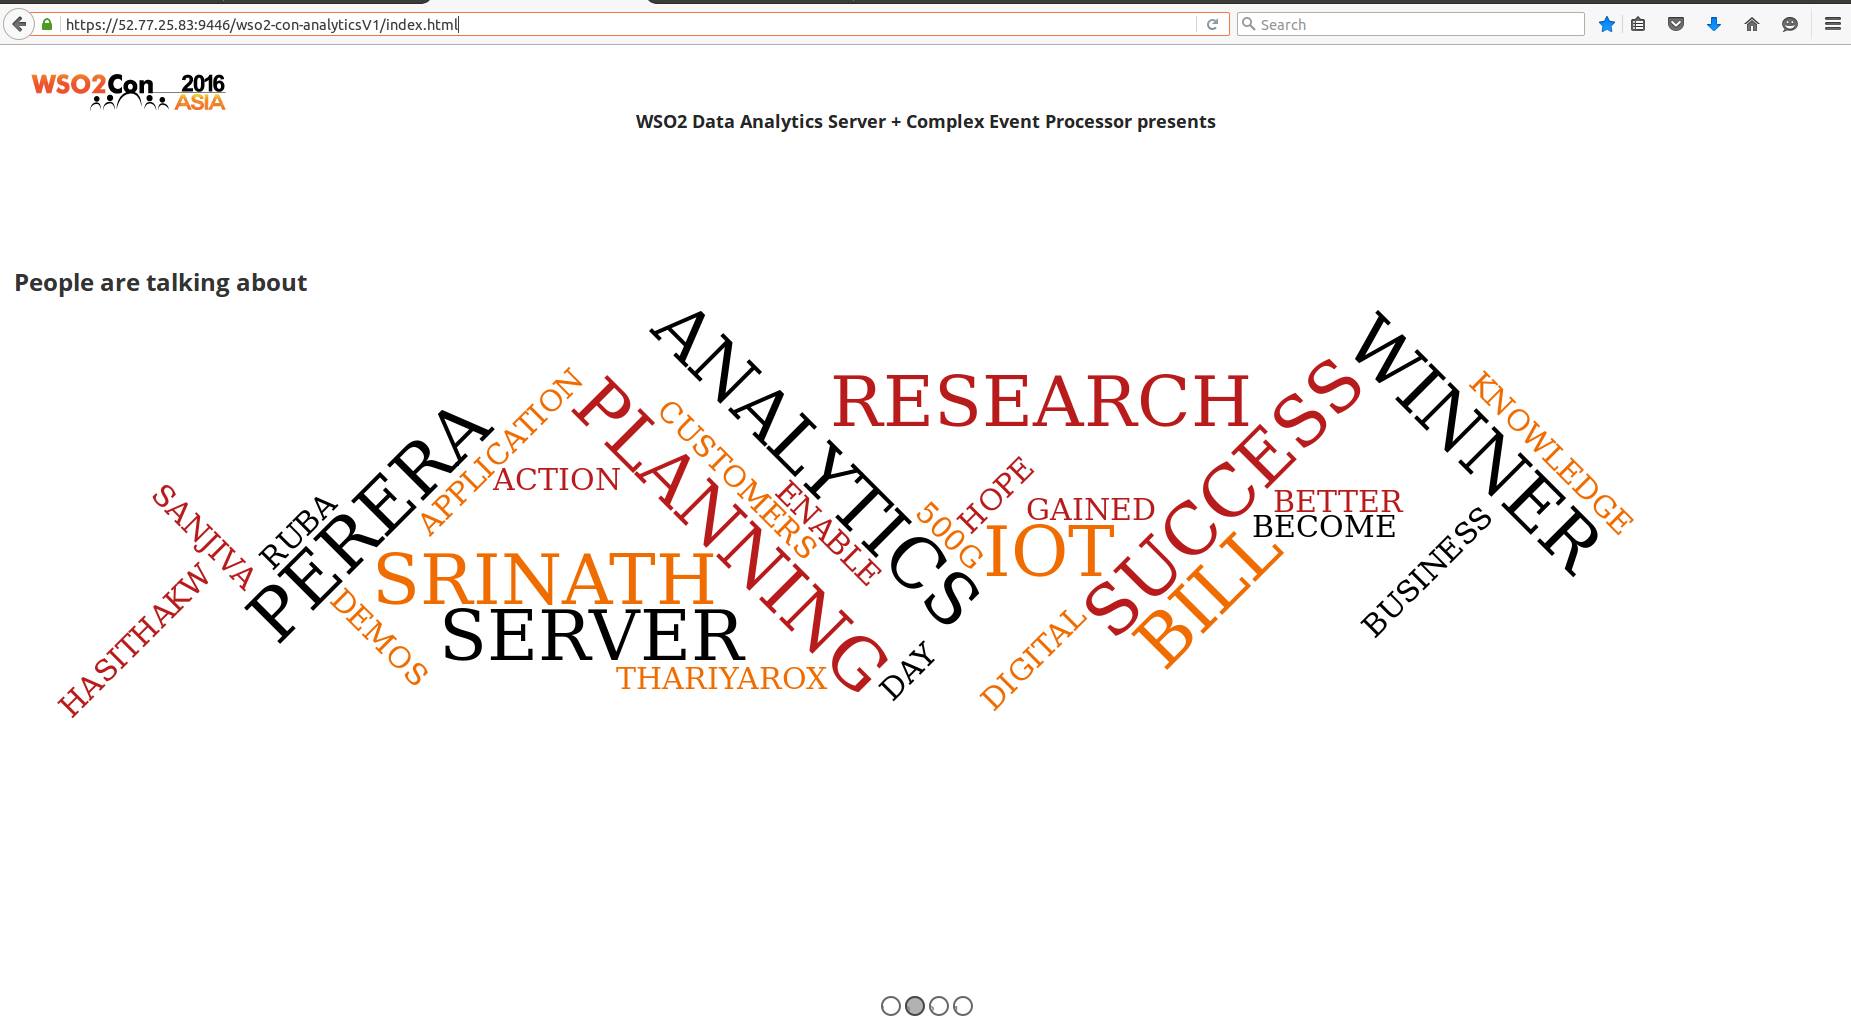 https://52.77.25.83:9446/wso2-con-analyticsV1/index.html
Search
WSO2Con 2016
ASIA
WSO2 Data Analytics Server + Complex Event Processor presents
People are talking about
ANALYTICS
WINNER
RESEARCH
SUCCESS
KNOWLEDGE
APPLICATION
PLANNING
CUSTOMERS
PERERA
ACTION
ENABLE
HOPE
500G
GAINED
BETTER
BECOME
IOT
SANJIVA
RUBA
SRINATH
BILL
BUSINESS
HASITHAKW
DEMOS
SERVER
THARIYAROX
DAY
DIGITAL